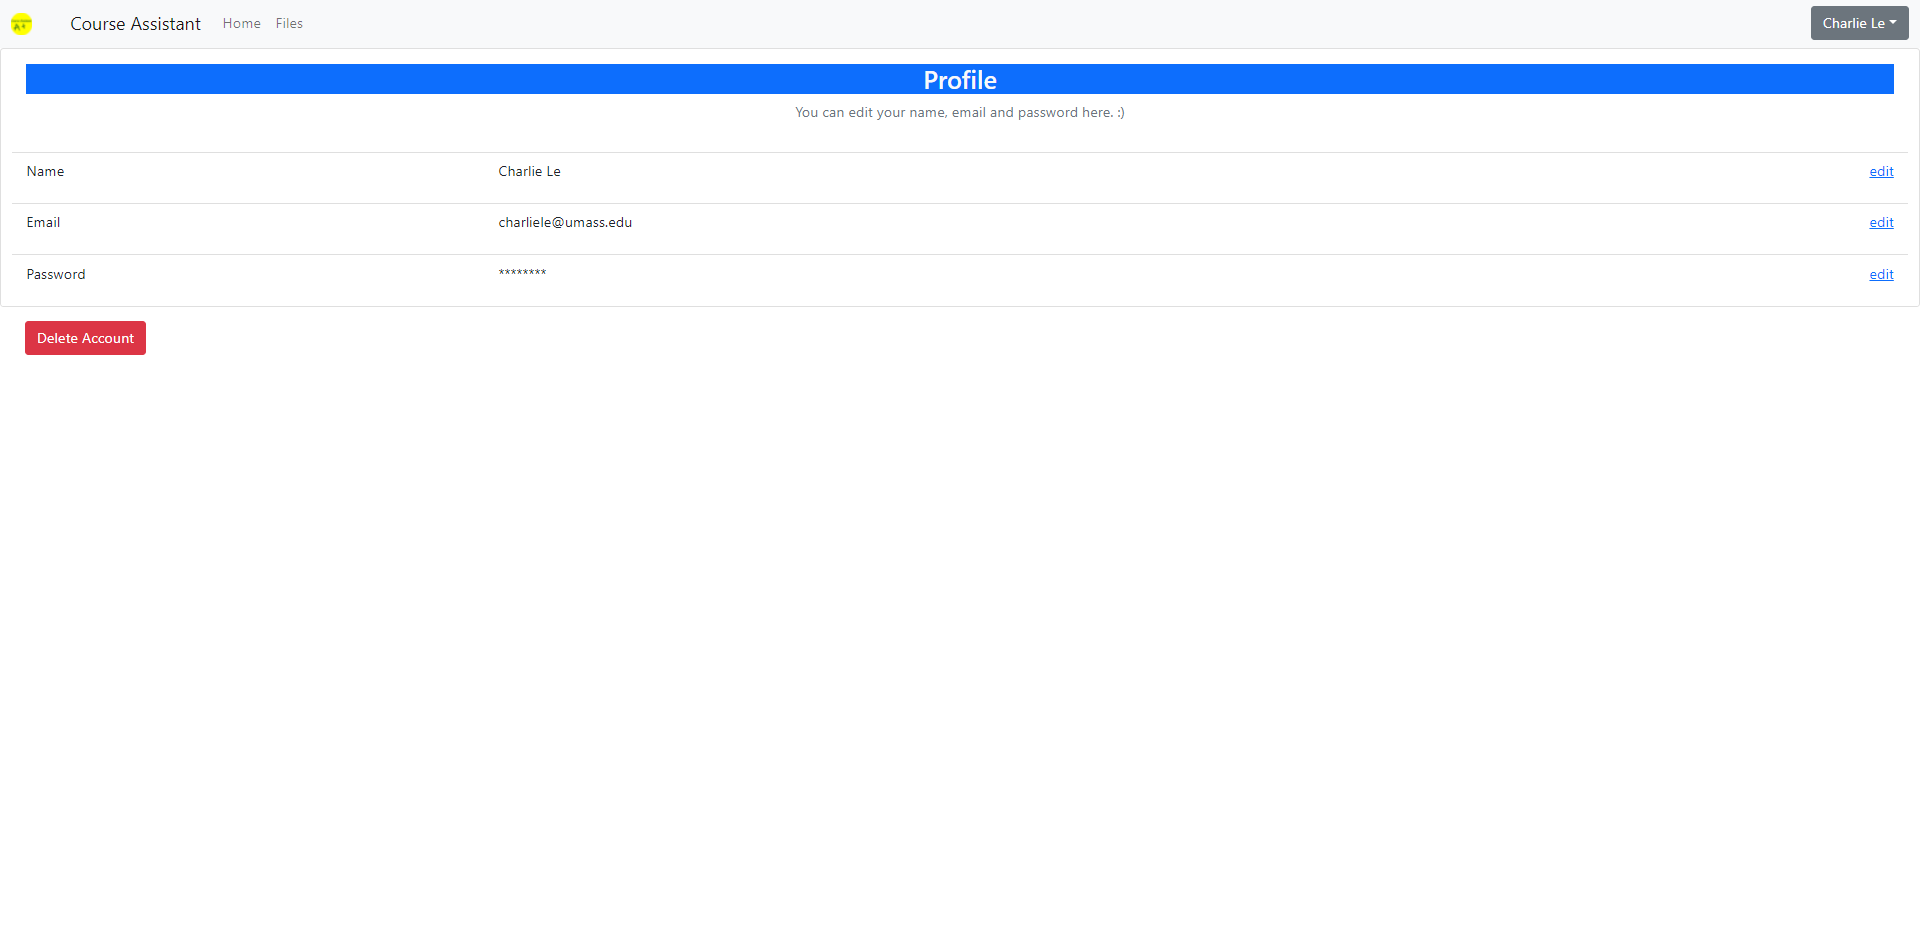 Course Assistant Home Files Charlie Le
Profile
You can edit your name, email and password here. :)
Name Charlie Le edit
Email charliele@umass.edu edit
Password ******** edit
Delete Account